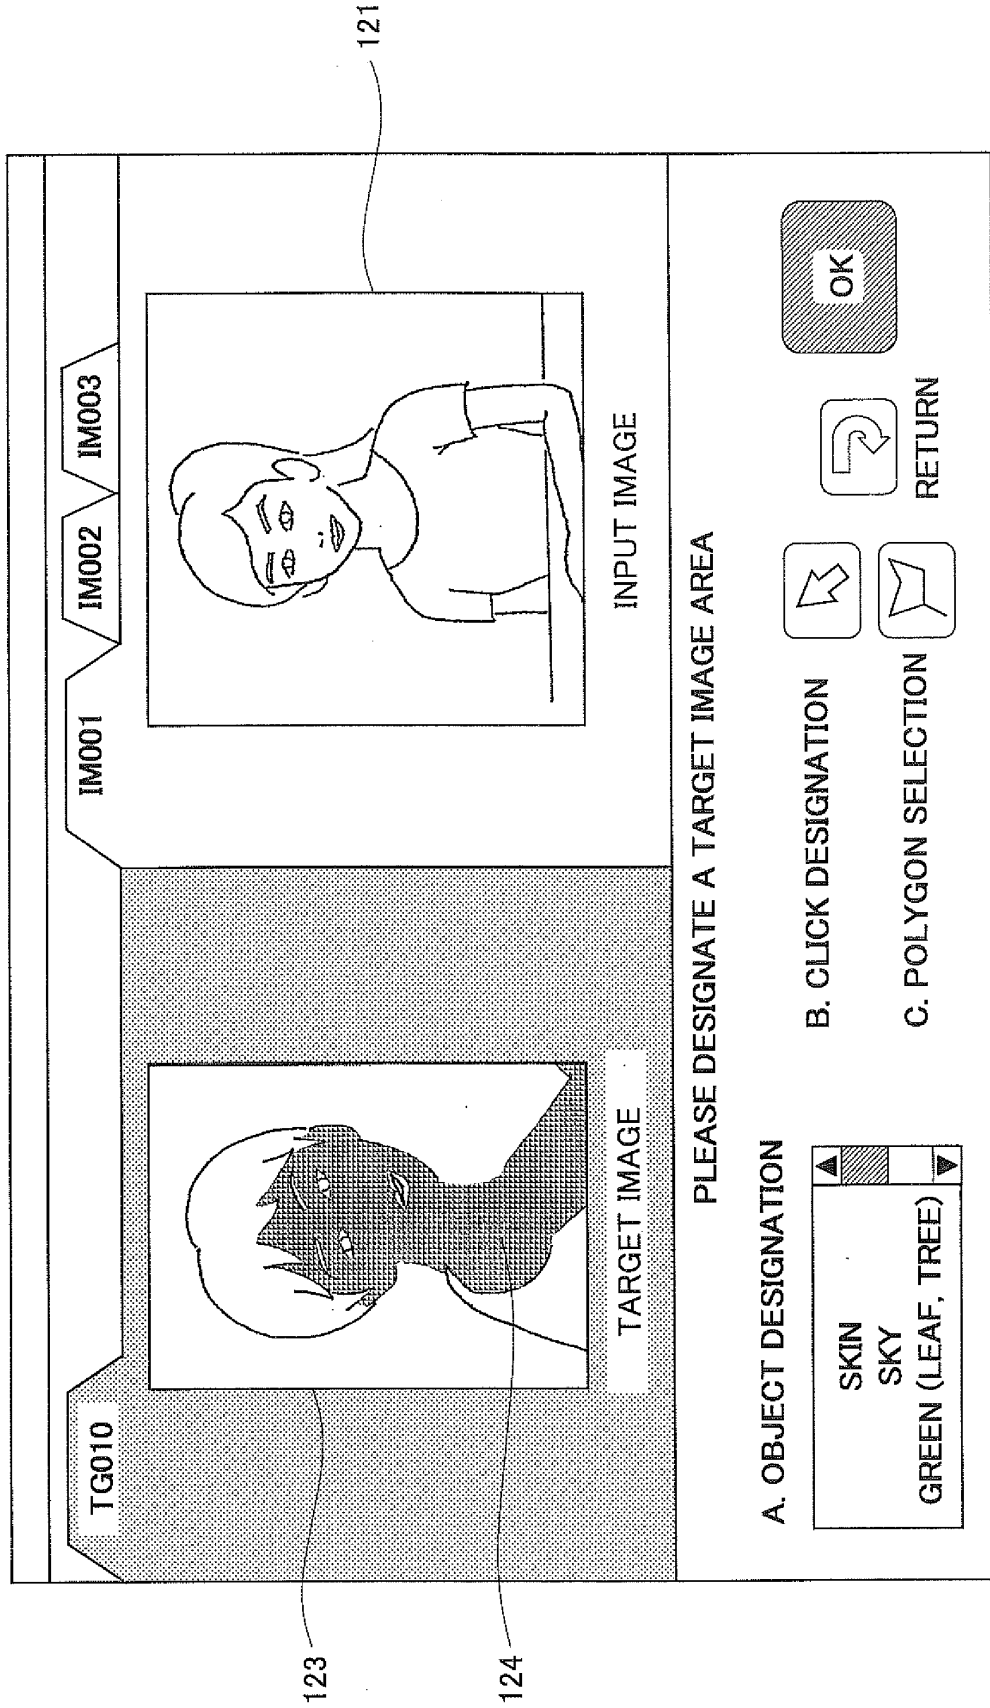 TG010
IM001
IM002
IM003
123
124
121
TARGET IMAGE
INPUT IMAGE
PLEASE DESIGNATE A TARGET IMAGE AREA
A. OBJECT DESIGNATION
SKIN
SKY
GREEN (LEAF, TREE)
B. CLICK DESIGNATION
C. POLYGON SELECTION
RETURN
OK